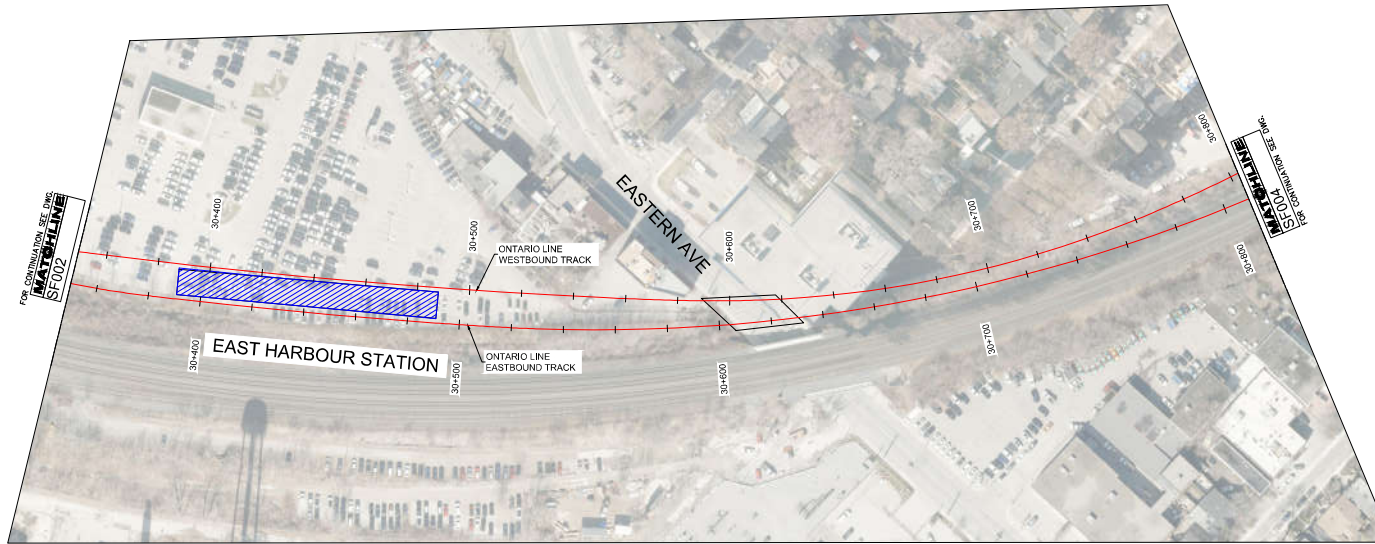 FOR CONTINUATION SEE DWG.
MATCHLINE
SF002
30+400
30+500
ONTARIO LINE
WESTBOUND TRACK
EASTERN AVE
30+600
30+700
30+800
FOR CONTINUATION SEE DWG.
MATCHLINE
SF004
30+400
EAST HARBOUR STATION
30+500
ONTARIO LINE
EASTBOUND TRACK
30+600
30+700
30+800